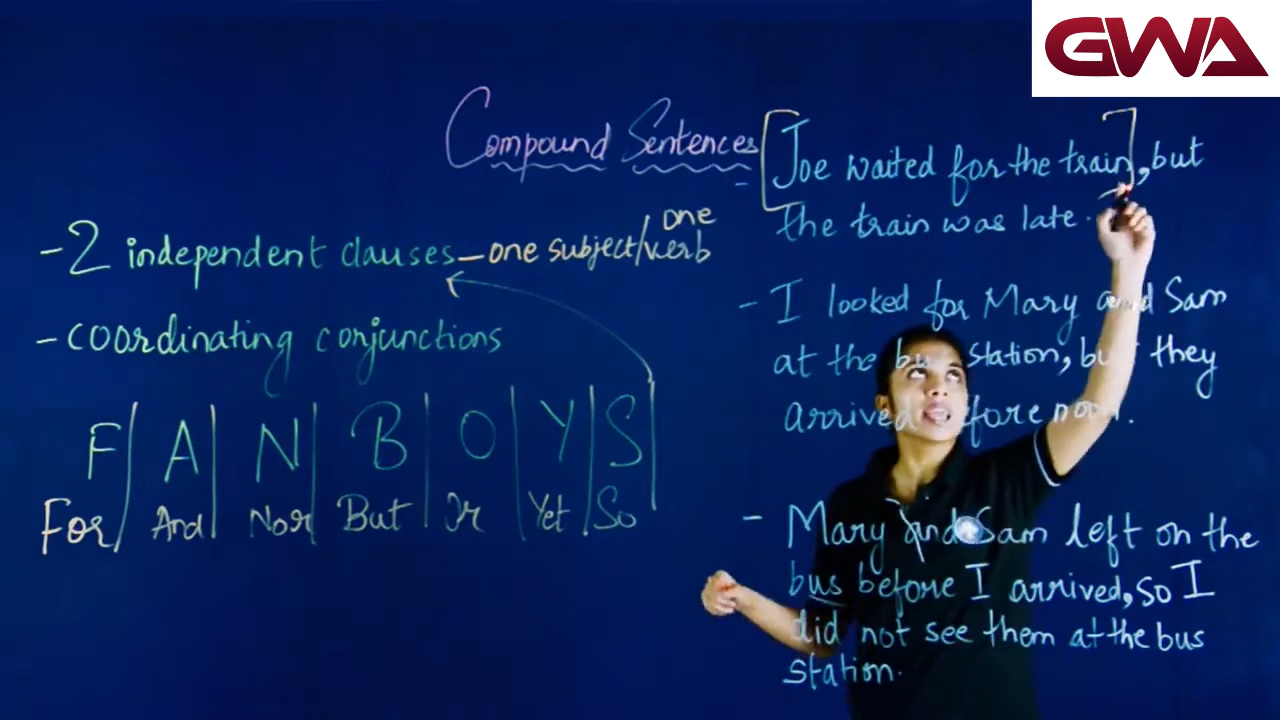 GWA
Compound Sentences
- 2 independent clauses - one subject/one verb
- coordinating conjunctions
F | A | N | B | O | Y | S
For | And | Nor | But | Or | Yet | So
- [Joe waited for the train], but
the train was late.
- I looked for Mary and Sam
at the bus station, but they
arrived before noon.
- Mary and Sam left on the
bus before I arrived, so I
did not see them at the bus
station.